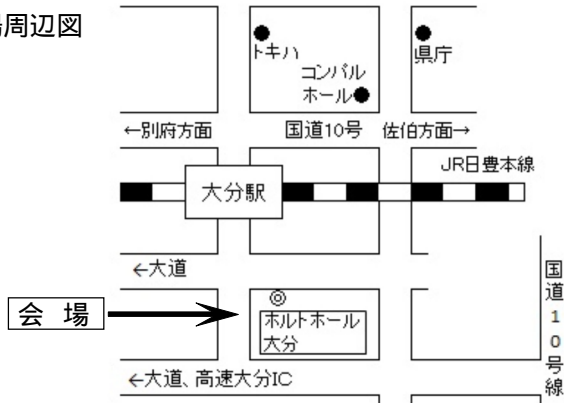 場周辺図
トキハ
コンパル
ホール
県庁
←別府方面
国道10号
佐伯方面→
JR日豊本線
大分駅
←大道
国道10号線
会 場
◎
ホルトホール
大分
←大道、高速大分IC